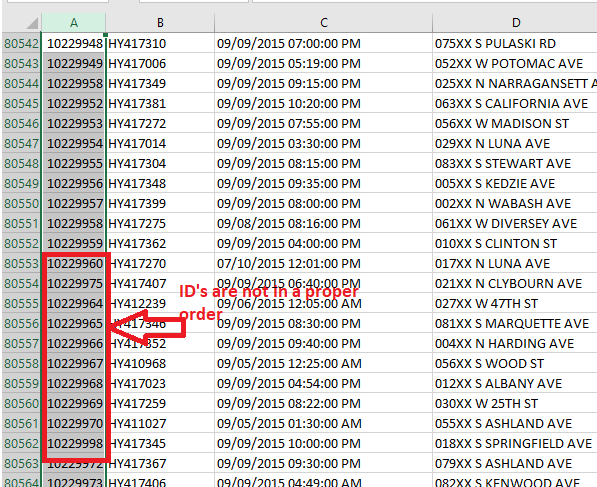 A B C D
80542 10229948 HY417310 09/09/2015 07:00:00 PM 075XX S PULASKI RD
80543 10229949 HY417006 09/09/2015 05:19:00 PM 052XX W POTOMAC AVE
80544 10229958 HY417349 09/09/2015 09:15:00 PM 025XX N NARRAGANSETT A
80545 10229952 HY417381 09/09/2015 10:20:00 PM 063XX S CALIFORNIA AVE
80546 10229953 HY417272 09/09/2015 07:55:00 PM 056XX W MADISON ST
80547 10229954 HY417014 09/09/2015 03:30:00 PM 029XX N LUNA AVE
80548 10229955 HY417304 09/09/2015 08:15:00 PM 083XX S STEWART AVE
80549 10229956 HY417348 09/09/2015 09:35:00 PM 005XX S KEDZIE AVE
80550 10229957 HY417399 09/09/2015 08:00:00 PM 002XX N WABASH AVE
80551 10229958 HY417275 09/08/2015 08:16:00 PM 061XX W DIVERSEY AVE
80552 10229959 HY417362 09/09/2015 04:00:00 PM 010XX S CLINTON ST
80553 10229960 HY417270 07/10/2015 12:01:00 PM 017XX N LUNA AVE
80554 10229975 HY417407 09/09/2015 06:40:00 PM 021XX N CLYBOURN AVE
ID's are not in a proper
80555 10229964 HY412239 09/06/2015 12:05:00 AM 027XX W 47TH ST
order
80556 10229965 HY417346 09/09/2015 08:30:00 PM 081XX S MARQUETTE AVE
80557 10229966 HY417352 09/09/2015 09:40:00 PM 004XX N HARDING AVE
80558 10229967 HY410968 09/05/2015 12:25:00 AM 056XX S WOOD ST
80559 10229968 HY417023 09/09/2015 04:54:00 PM 012XX S ALBANY AVE
80560 10229969 HY417259 09/09/2015 08:22:00 PM 030XX W 25TH ST
80561 10229970 HY411027 09/05/2015 01:30:00 AM 055XX S ASHLAND AVE
80562 10229998 HY417345 09/09/2015 10:00:00 PM 018XX S SPRINGFIELD AVE
80563 10229972 HY417367 09/09/2015 09:30:00 PM 079XX S ASHLAND AVE
80564 10229973 HY417406 09/09/2015 04:49:00 AM 082XX S KENWOOD AVE